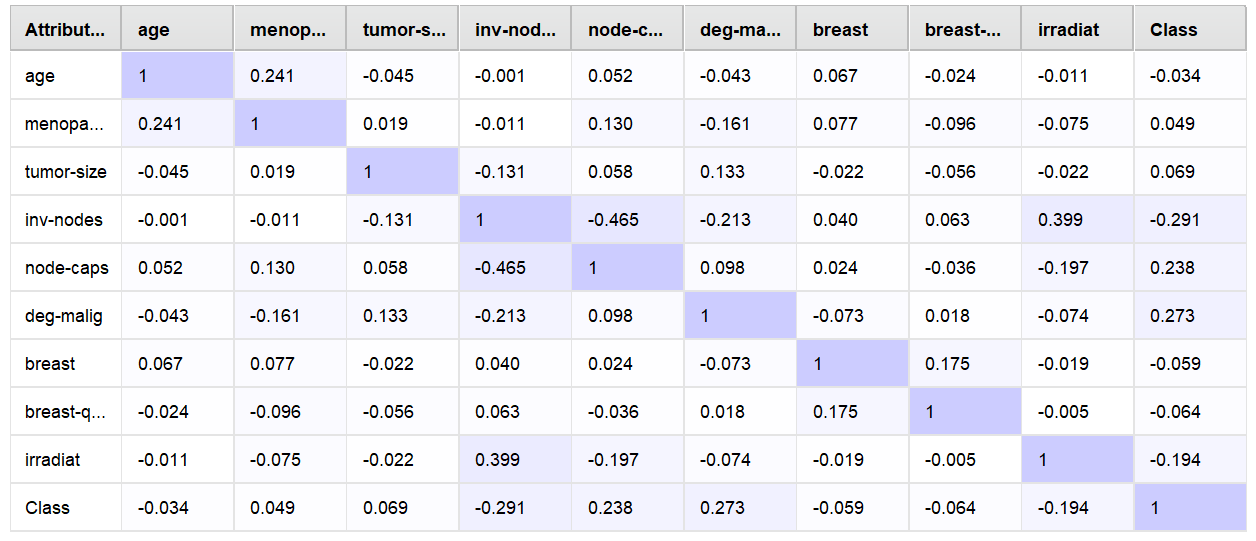 Attribut... age menop... tumor-s... inv-nod... node-c... deg-ma... breast breast-... irradiat Class
age 1 0.241 -0.045 -0.001 0.052 -0.043 0.067 -0.024 -0.011 -0.034
menopa... 0.241 1 0.019 -0.011 0.130 -0.161 0.077 -0.096 -0.075 0.049
tumor-size -0.045 0.019 1 -0.131 0.058 0.133 -0.022 -0.056 -0.022 0.069
inv-nodes -0.001 -0.011 -0.131 1 -0.465 -0.213 0.040 0.063 0.399 -0.291
node-caps 0.052 0.130 0.058 -0.465 1 0.098 0.024 -0.036 -0.197 0.238
deg-malig -0.043 -0.161 0.133 -0.213 0.098 1 -0.073 0.018 -0.074 0.273
breast 0.067 0.077 -0.022 0.040 0.024 -0.073 1 0.175 -0.019 -0.059
breast-q... -0.024 -0.096 -0.056 0.063 -0.036 0.018 0.175 1 -0.005 -0.064
irradiat -0.011 -0.075 -0.022 0.399 -0.197 -0.074 -0.019 -0.005 1 -0.194
Class -0.034 0.049 0.069 -0.291 0.238 0.273 -0.059 -0.064 -0.194 1